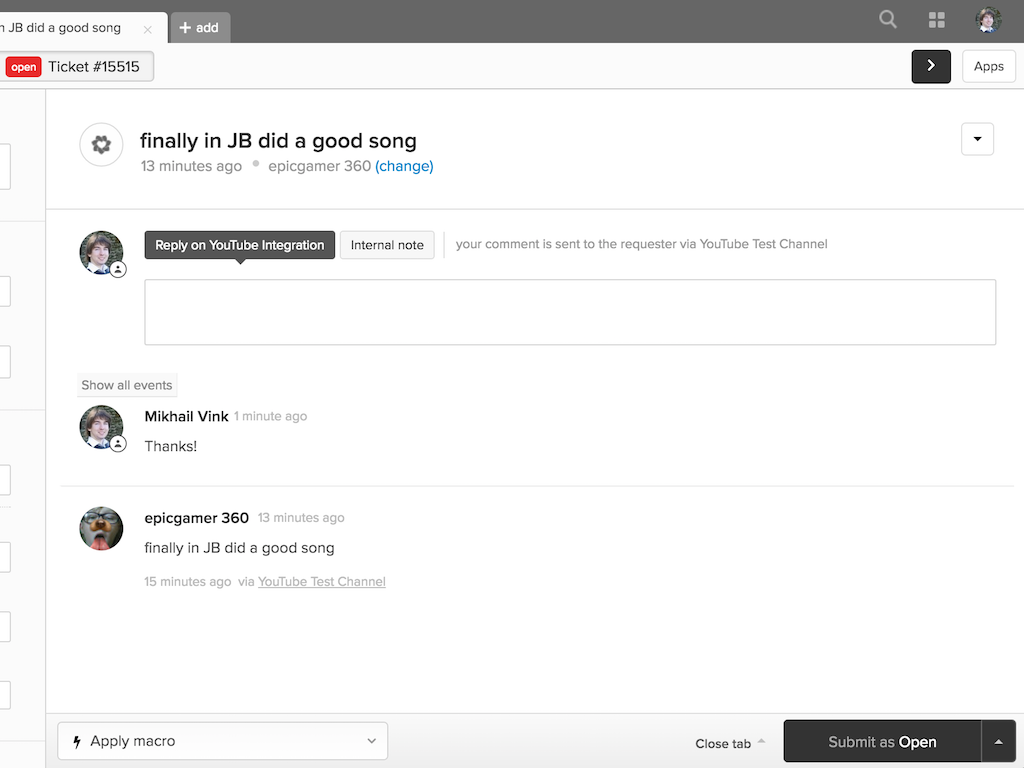 n JB did a good song × + add
open Ticket #15515 Apps
finally in JB did a good song
13 minutes ago • epicgamer 360 (change)
Reply on YouTube Integration Internal note your comment is sent to the requester via YouTube Test Channel
Show all events
Mikhail Vink 1 minute ago
Thanks!
epicgamer 360 13 minutes ago
finally in JB did a good song
15 minutes ago via YouTube Test Channel
Apply macro Close tab Submit as Open